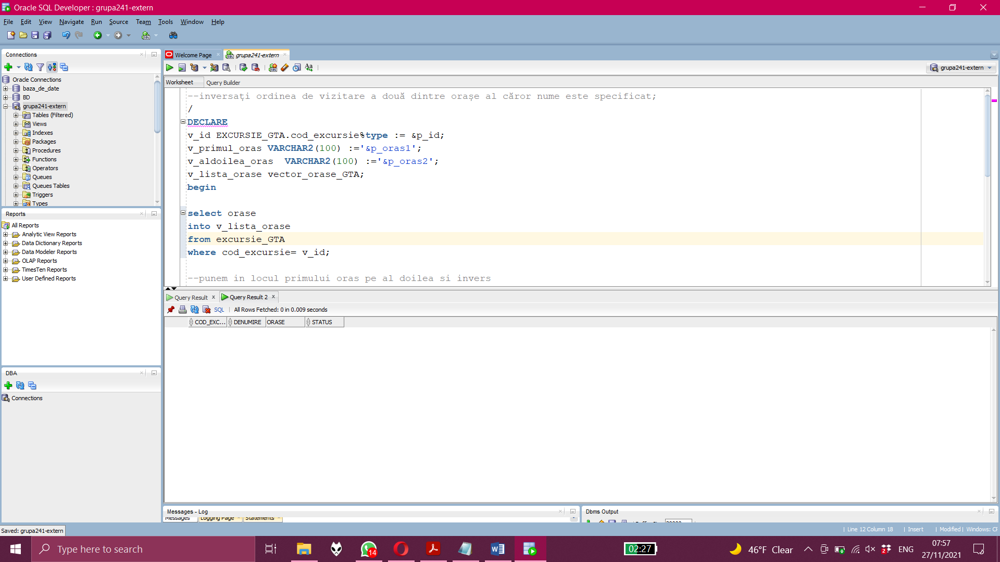 Oracle SQL Developer : grupa241-extern
File Edit View Navigate Run Source Team Tools Window Help
Connections
Oracle Connections
baza_de_date
BD
grupa241-extern
Tables (Filtered)
Views
Indexes
Packages
Procedures
Functions
Operators
Queues
Queues Tables
Triggers
Types
Reports
All Reports
Analytic View Reports
Data Dictionary Reports
Data Modeler Reports
OLAP Reports
TimesTen Reports
User Defined Reports
DBA
Connections
Welcome Page
grupa241-extern
grupa241-extern
Worksheet Query Builder
--inversați ordinea de vizitare a două dintre orașe al căror nume este specificat;
/
DECLARE
v_id EXCURSIE_GTA.cod_excursie%type := &p_id;
v_primul_oras VARCHAR2(100) :='&p_oras1';
v_aldoilea_oras  VARCHAR2(100) :='&p_oras2';
v_lista_orase vector_orase_GTA;
begin
select orase
into v_lista_orase
from excursie_GTA
where cod_excursie= v_id;
--punem in locul primului oras pe al doilea si invers
Query Result x Query Result 2 x
SQL | All Rows Fetched: 0 in 0.009 seconds
COD_EXC... DENUMIRE ORASE STATUS
Messages - Log
Messages Logging Page Statements
Dbms Output
Saved: grupa241-extern
Line 12 Column 18 | Insert | Modified | Windows: CF
Type here to search
14
02:27
46°F Clear
2
ENG
07:57
27/11/2021